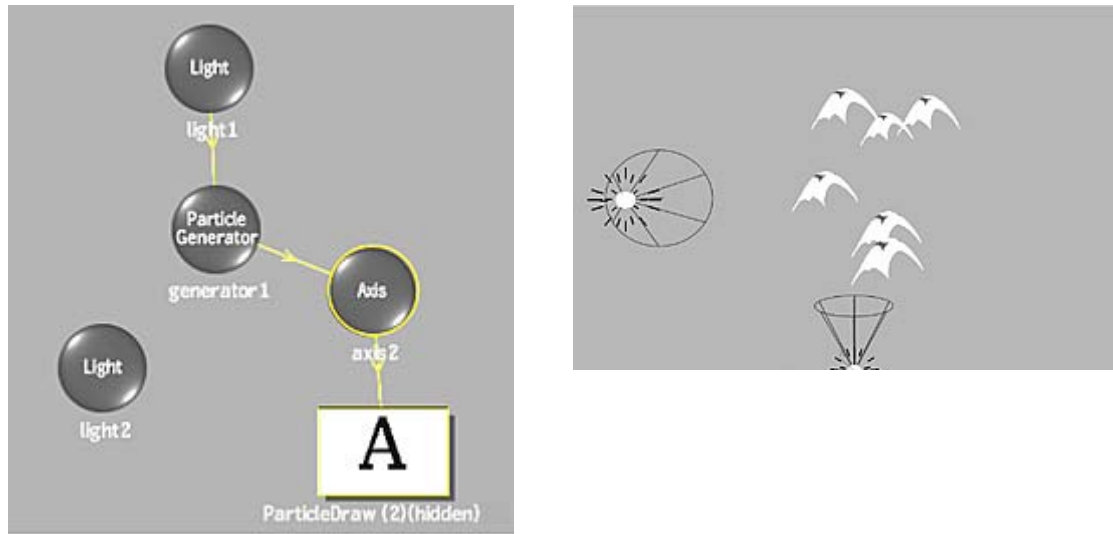 Light
light1
Particle
Generator
generator1
Axis
axis2
Light
light2
A
ParticleDraw (2)(hidden)